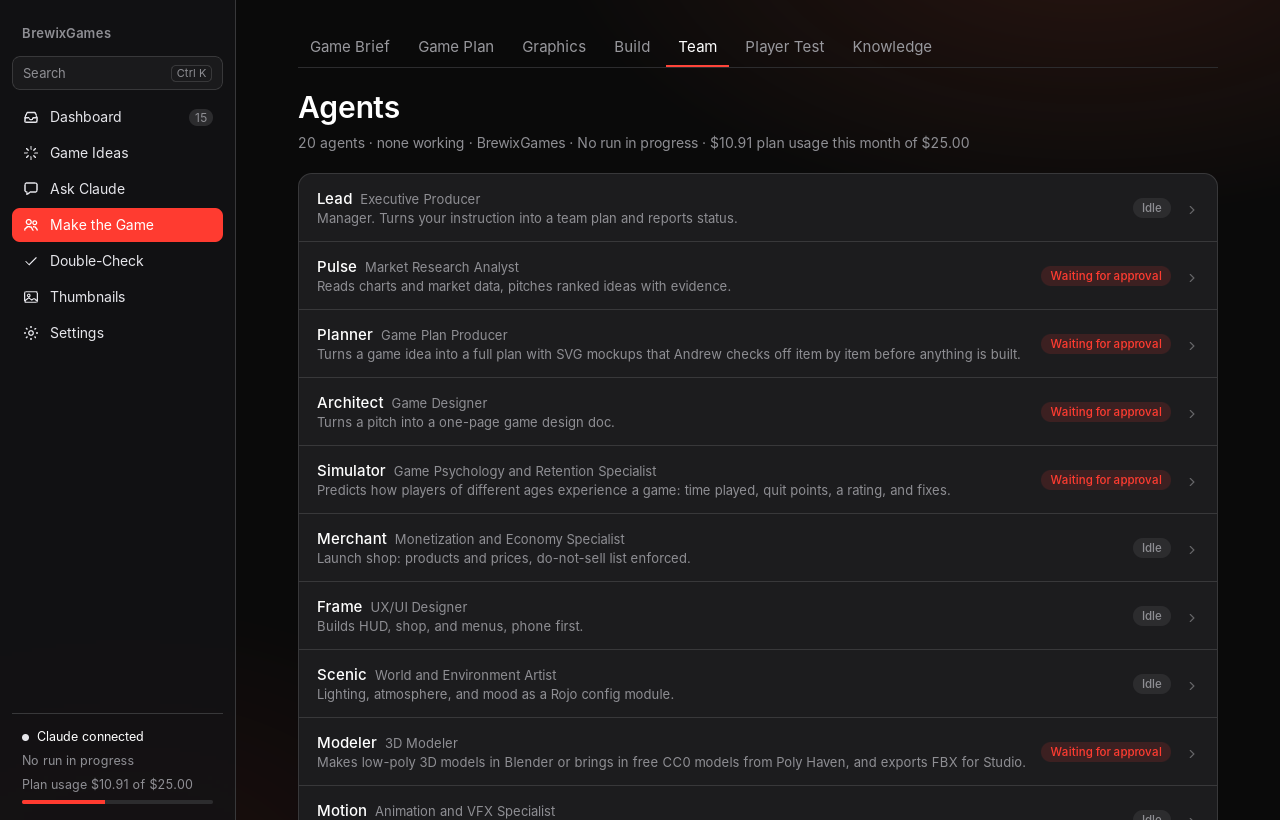 BrewixGames
Search
Ctrl K
Dashboard
15
Game Ideas
Ask Claude
Make the Game
Double-Check
Thumbnails
Settings
Claude connected
No run in progress
Plan usage $10.91 of $25.00
Game Brief
Game Plan
Graphics
Build
Team
Player Test
Knowledge
Agents
20 agents · none working · BrewixGames · No run in progress · $10.91 plan usage this month of $25.00
Lead Executive Producer
Manager. Turns your instruction into a team plan and reports status.
Idle
Pulse Market Research Analyst
Reads charts and market data, pitches ranked ideas with evidence.
Waiting for approval
Planner Game Plan Producer
Turns a game idea into a full plan with SVG mockups that Andrew checks off item by item before anything is built.
Waiting for approval
Architect Game Designer
Turns a pitch into a one-page game design doc.
Waiting for approval
Simulator Game Psychology and Retention Specialist
Predicts how players of different ages experience a game: time played, quit points, a rating, and fixes.
Waiting for approval
Merchant Monetization and Economy Specialist
Launch shop: products and prices, do-not-sell list enforced.
Idle
Frame UX/UI Designer
Builds HUD, shop, and menus, phone first.
Idle
Scenic World and Environment Artist
Lighting, atmosphere, and mood as a Rojo config module.
Idle
Modeler 3D Modeler
Makes low-poly 3D models in Blender or brings in free CC0 models from Poly Haven, and exports FBX for Studio.
Waiting for approval
Motion Animation and VFX Specialist
Idle